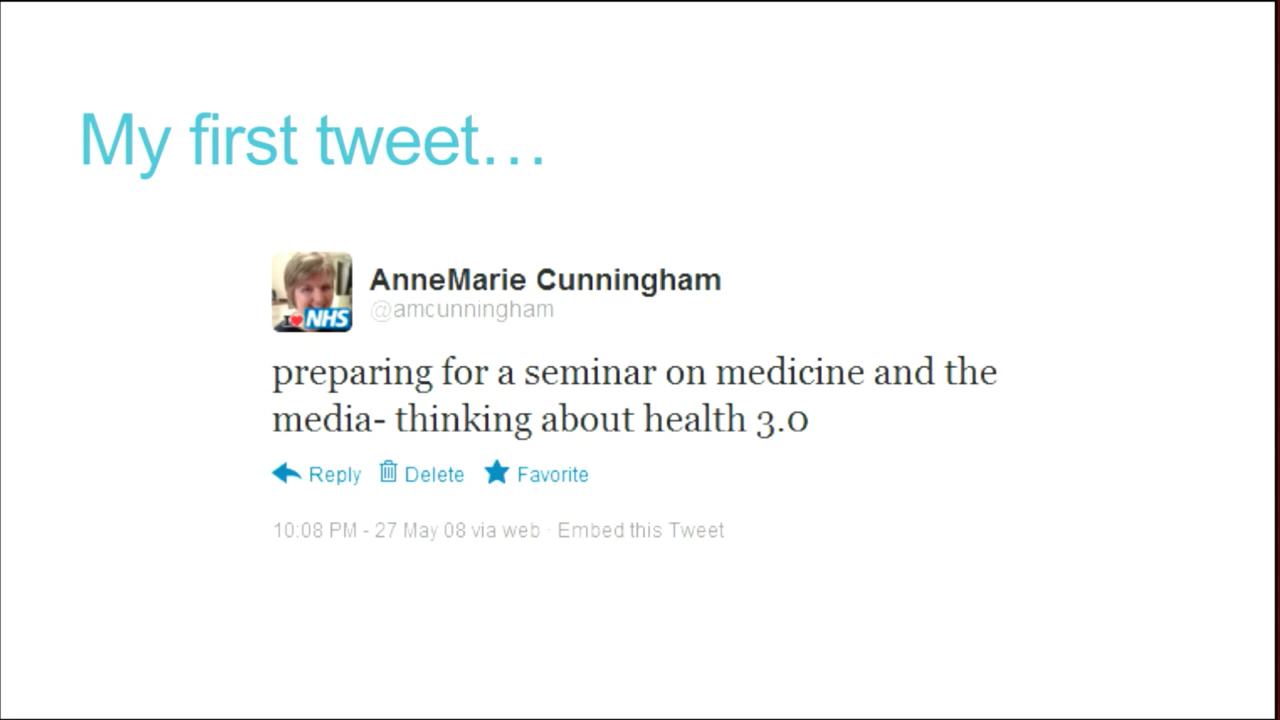 My first tweet…
I NHS
AnneMarie Cunningham
@amcunningham
preparing for a seminar on medicine and the
media- thinking about health 3.0
Reply Delete Favorite
10:08 PM - 27 May 08 via web · Embed this Tweet